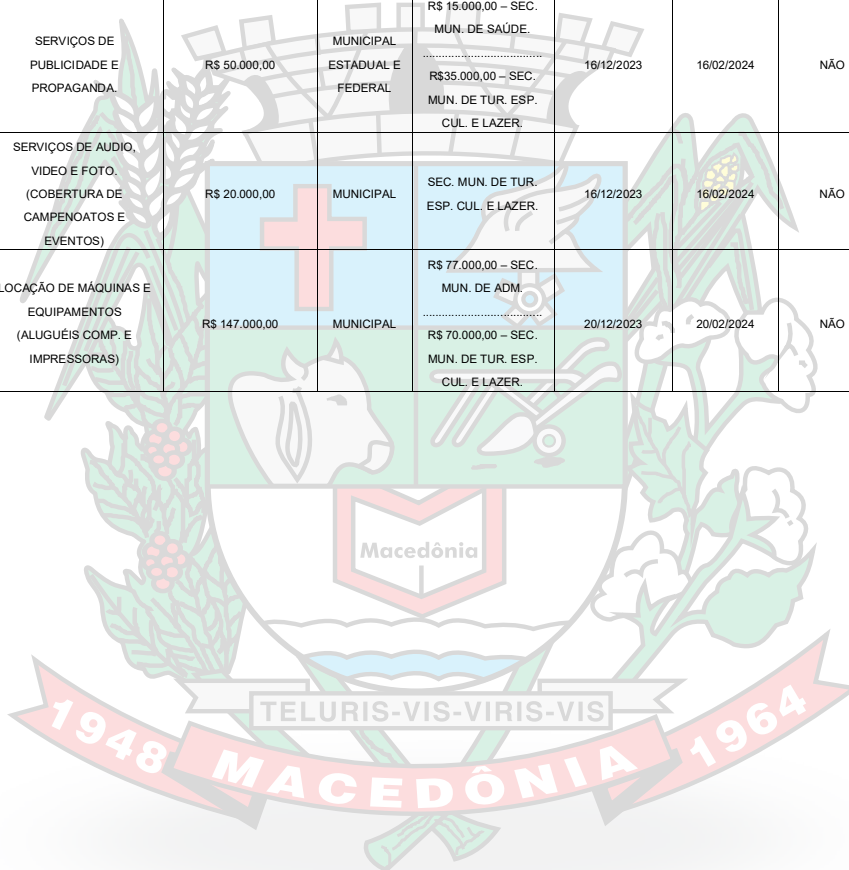 SERVIÇOS DE
PUBLICIDADE E
PROPAGANDA.
R$ 50.000,00
MUNICIPAL
ESTADUAL E
FEDERAL
R$ 15.000,00 – SEC.
MUN. DE SAÚDE.
......................................
R$35.000,00 – SEC.
MUN. DE TUR. ESP.
CUL. E LAZER.
16/12/2023
16/02/2024
NÃO
SERVIÇOS DE AUDIO,
VIDEO E FOTO.
(COBERTURA DE
CAMPENOATOS E
EVENTOS)
R$ 20.000,00
MUNICIPAL
SEC. MUN. DE TUR.
ESP. CUL. E LAZER.
16/12/2023
16/02/2024
NÃO
LOCAÇÃO DE MÁQUINAS E
EQUIPAMENTOS
(ALUGUÉIS COMP. E
IMPRESSORAS)
R$ 147.000,00
MUNICIPAL
R$ 77.000,00 – SEC.
MUN. DE ADM.
......................................
R$ 70.000,00 – SEC.
MUN. DE TUR. ESP.
CUL. E LAZER.
20/12/2023
20/02/2024
NÃO
Macedônia
TELURIS-VIS-VIRIS-VIS
1948 MACEDÔNIA 1964